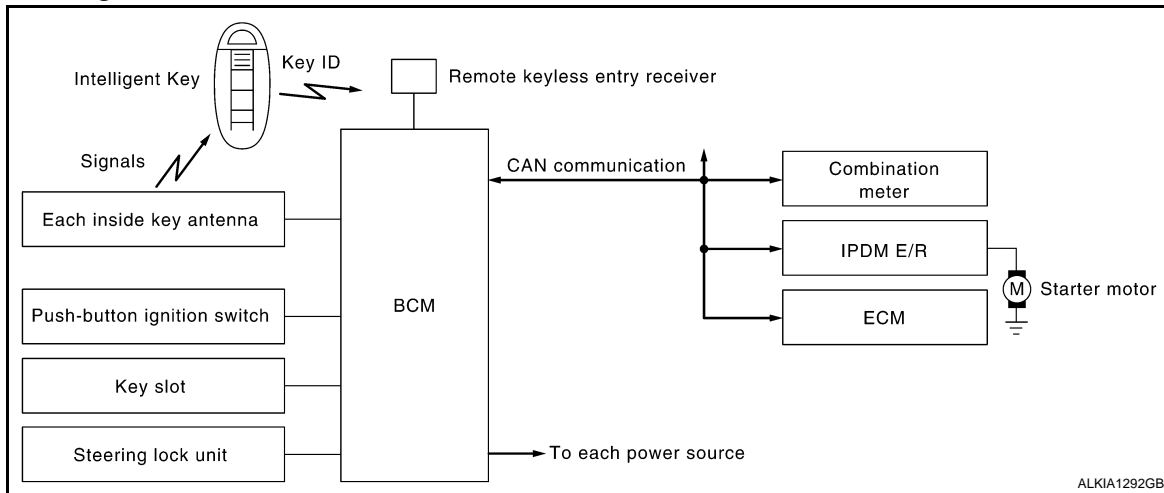 Intelligent Key
Key ID
Remote keyless entry receiver
Signals
Each inside key antenna
Push-button ignition switch
Key slot
Steering lock unit
BCM
CAN communication
Combination
meter
IPDM E/R
M
Starter motor
ECM
To each power source
ALKIA1292GB